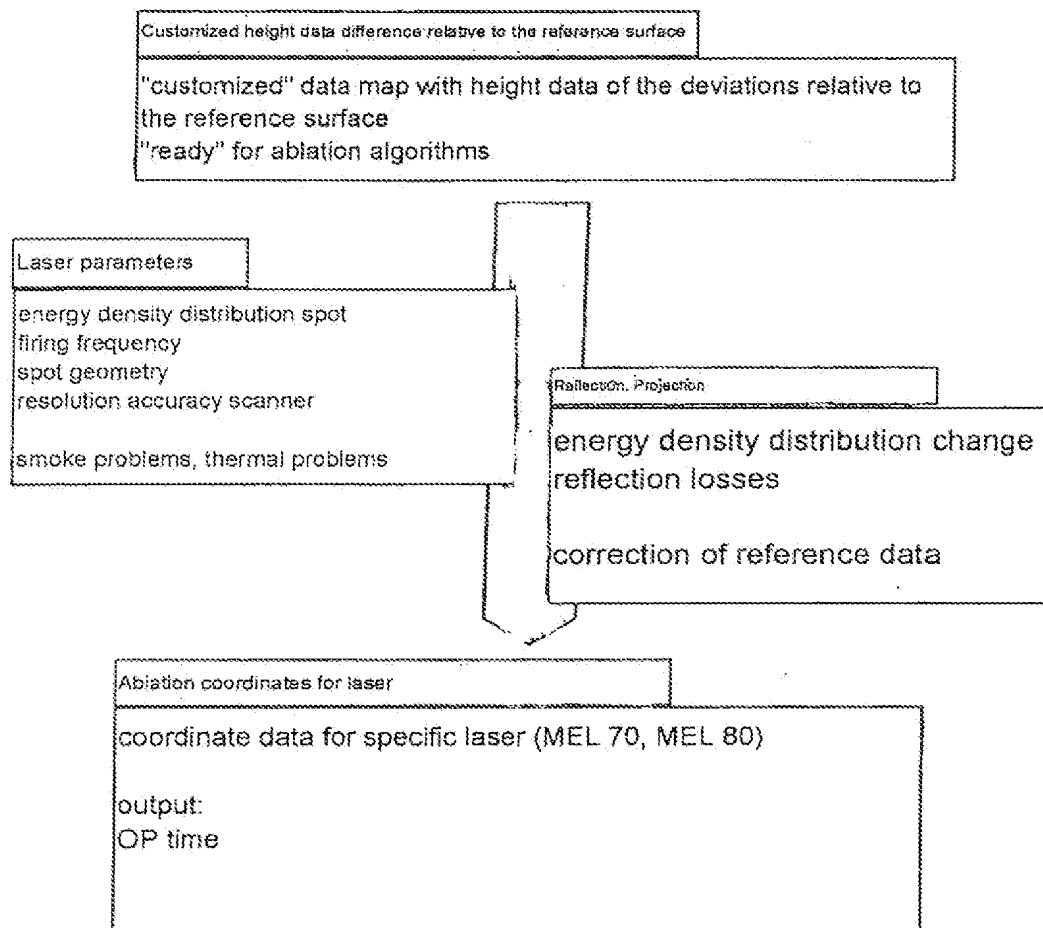 Customized height data difference relative to the reference surface
"customized" data map with height data of the deviations relative to
the reference surface
"ready" for ablation algorithms
Laser parameters
energy density distribution spot
firing frequency
spot geometry
resolution accuracy scanner
smoke problems, thermal problems
Reflection, Projection
energy density distribution change
reflection losses
correction of reference data
Ablation coordinates for laser
coordinate data for specific laser (MEL 70, MEL 80)
output:
OP time